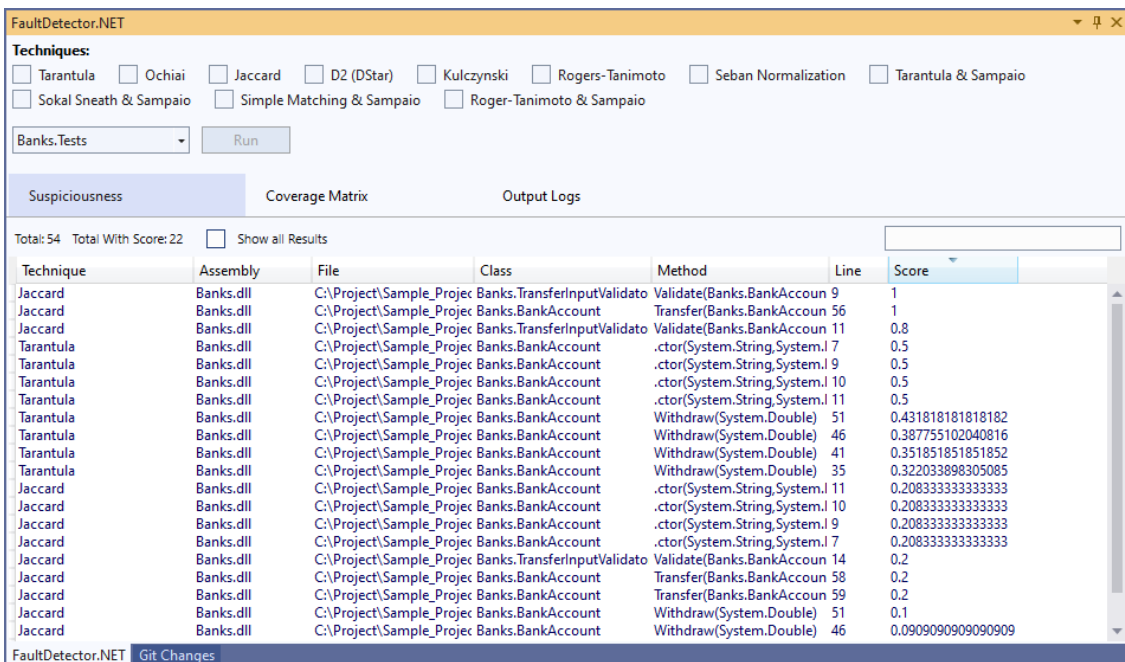 FaultDetector.NET
Techniques:
Tarantula Ochiai Jaccard D2 (DStar) Kulczynski Rogers-Tanimoto Seban Normalization Tarantula & Sampaio
Sokal Sneath & Sampaio Simple Matching & Sampaio Roger-Tanimoto & Sampaio
Banks.Tests Run
Suspiciousness Coverage Matrix Output Logs
Total: 54 Total With Score: 22 Show all Results
Technique Assembly File Class Method Line Score
Jaccard Banks.dll C:\Project\Sample_Projec Banks.TransferInputValidato Validate(Banks.BankAccoun 9 1
Jaccard Banks.dll C:\Project\Sample_Projec Banks.BankAccount Transfer(Banks.BankAccoun 56 1
Jaccard Banks.dll C:\Project\Sample_Projec Banks.TransferInputValidato Validate(Banks.BankAccoun 11 0.8
Tarantula Banks.dll C:\Project\Sample_Projec Banks.BankAccount .ctor(System.String,System.I 7 0.5
Tarantula Banks.dll C:\Project\Sample_Projec Banks.BankAccount .ctor(System.String,System.I 9 0.5
Tarantula Banks.dll C:\Project\Sample_Projec Banks.BankAccount .ctor(System.String,System.I 10 0.5
Tarantula Banks.dll C:\Project\Sample_Projec Banks.BankAccount .ctor(System.String,System.I 11 0.5
Tarantula Banks.dll C:\Project\Sample_Projec Banks.BankAccount Withdraw(System.Double) 51 0.431818181818182
Tarantula Banks.dll C:\Project\Sample_Projec Banks.BankAccount Withdraw(System.Double) 46 0.387755102040816
Tarantula Banks.dll C:\Project\Sample_Projec Banks.BankAccount Withdraw(System.Double) 41 0.351851851851852
Tarantula Banks.dll C:\Project\Sample_Projec Banks.BankAccount Withdraw(System.Double) 35 0.322033898305085
Jaccard Banks.dll C:\Project\Sample_Projec Banks.BankAccount .ctor(System.String,System.I 11 0.208333333333333
Jaccard Banks.dll C:\Project\Sample_Projec Banks.BankAccount .ctor(System.String,System.I 10 0.208333333333333
Jaccard Banks.dll C:\Project\Sample_Projec Banks.BankAccount .ctor(System.String,System.I 9 0.208333333333333
Jaccard Banks.dll C:\Project\Sample_Projec Banks.BankAccount .ctor(System.String,System.I 7 0.208333333333333
Jaccard Banks.dll C:\Project\Sample_Projec Banks.TransferInputValidato Validate(Banks.BankAccoun 14 0.2
Jaccard Banks.dll C:\Project\Sample_Projec Banks.BankAccount Transfer(Banks.BankAccoun 58 0.2
Jaccard Banks.dll C:\Project\Sample_Projec Banks.BankAccount Transfer(Banks.BankAccoun 59 0.2
Jaccard Banks.dll C:\Project\Sample_Projec Banks.BankAccount Withdraw(System.Double) 51 0.1
Jaccard Banks.dll C:\Project\Sample_Projec Banks.BankAccount Withdraw(System.Double) 46 0.0909090909090909
FaultDetector.NET Git Changes